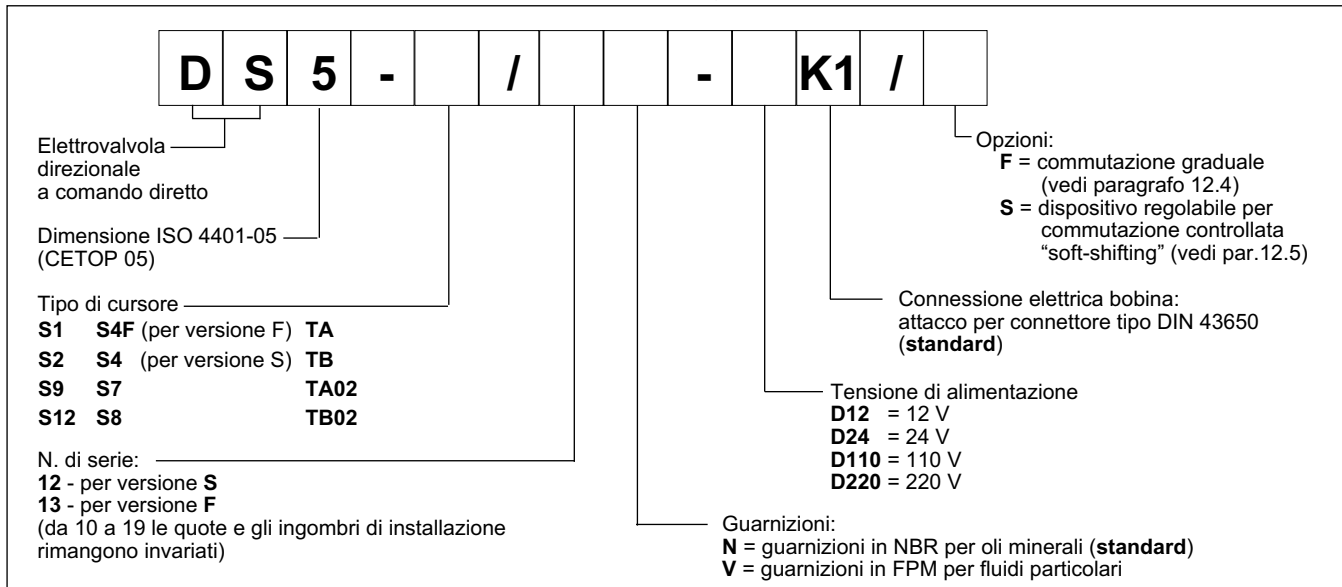 D S 5 - / - K1 /
Elettrovalvola
direzionale
a comando diretto
Dimensione ISO 4401-05
(CETOP 05)
Tipo di cursore
S1 S4F (per versione F) TA
S2 S4 (per versione S) TB
S9 S7 TA02
S12 S8 TB02
N. di serie:
12 - per versione S
13 - per versione F
(da 10 a 19 le quote e gli ingombri di installazione
rimangono invariati)
Opzioni:
F = commutazione graduale
(vedi paragrafo 12.4)
S = dispositivo regolabile per
commutazione controllata
“soft-shifting” (vedi par.12.5)
Connessione elettrica bobina:
attacco per connettore tipo DIN 43650
(standard)
Tensione di alimentazione
D12 = 12 V
D24 = 24 V
D110 = 110 V
D220 = 220 V
Guarnizioni:
N = guarnizioni in NBR per oli minerali (standard)
V = guarnizioni in FPM per fluidi particolari